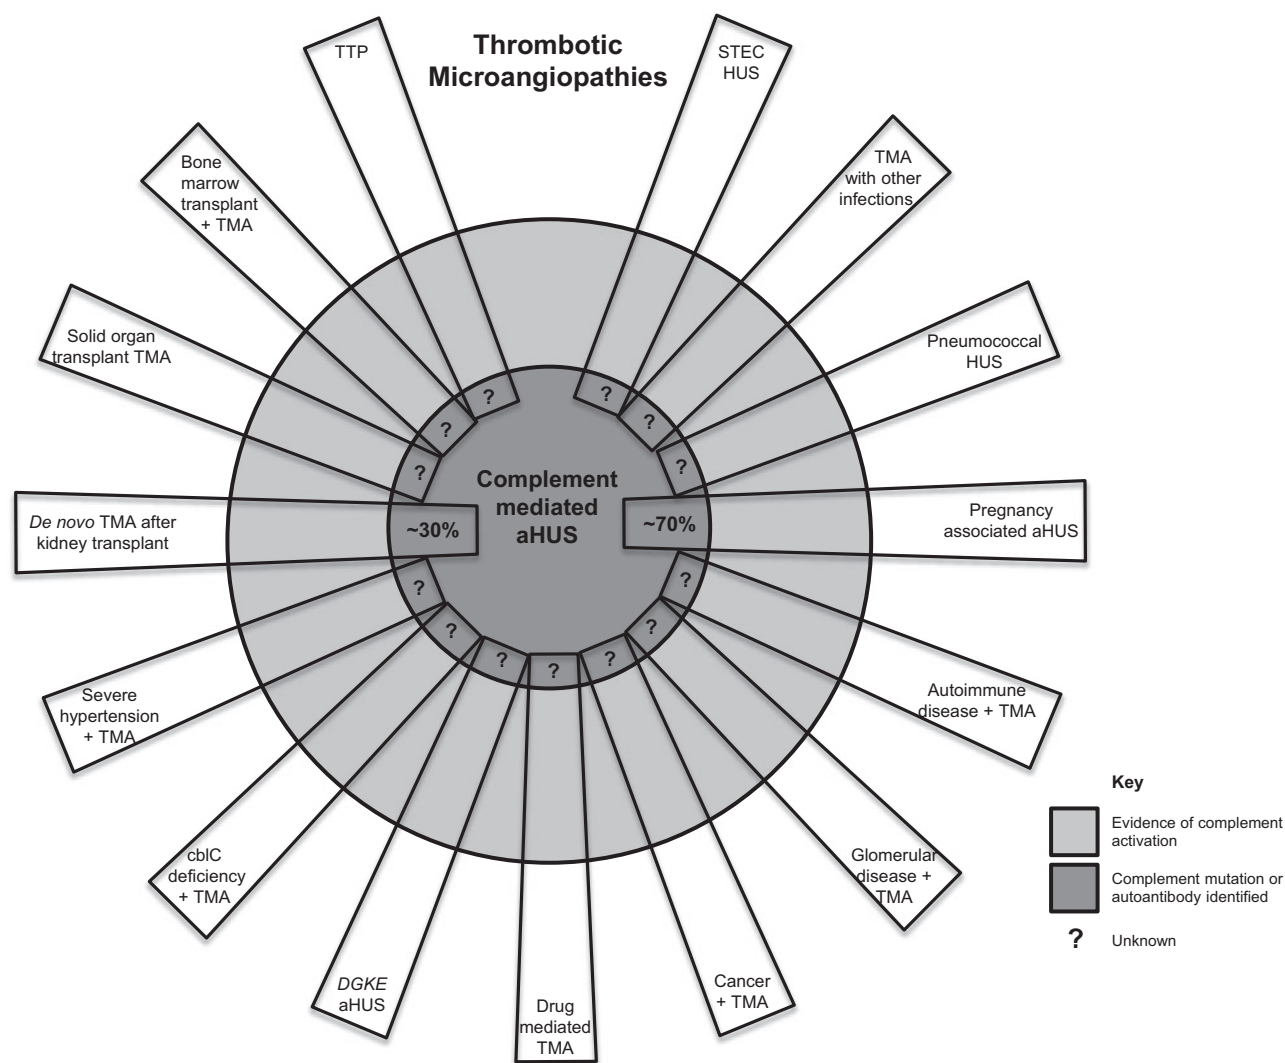 Thrombotic
Microangiopathies
TTP
STEC
HUS
Bone
marrow
transplant
+ TMA
TMA
with other
infections
Solid organ
transplant TMA
Pneumococcal
HUS
?
?
?
?
?
?
Complement
mediated
aHUS
De novo TMA after
kidney transplant
~30%
~70%
Pregnancy
associated aHUS
?
?
?
?
?
?
?
Severe
hypertension
+ TMA
Autoimmune
disease + TMA
cblC
deficiency
+ TMA
Glomerular
disease +
TMA
DGKE
aHUS
Drug
mediated
TMA
Cancer
+ TMA
Key
Evidence of complement
activation
Complement mutation or
autoantibody identified
? Unknown